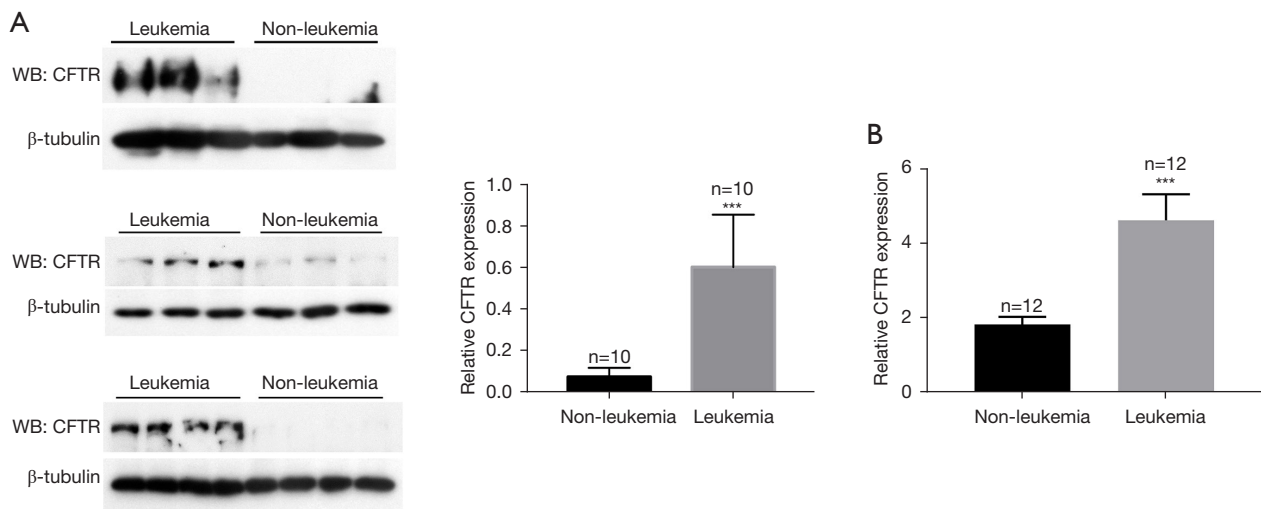 A
Leukemia Non-leukemia
WB: CFTR
β-tubulin
Leukemia Non-leukemia
WB: CFTR
β-tubulin
Leukemia Non-leukemia
WB: CFTR
β-tubulin
Relative CFTR expression
1.0
0.8
0.6
0.4
0.2
0.0
n=10
n=10
***
Non-leukemia Leukemia
B
Relative CFTR expression
6
4
2
0
n=12
n=12
***
Non-leukemia Leukemia